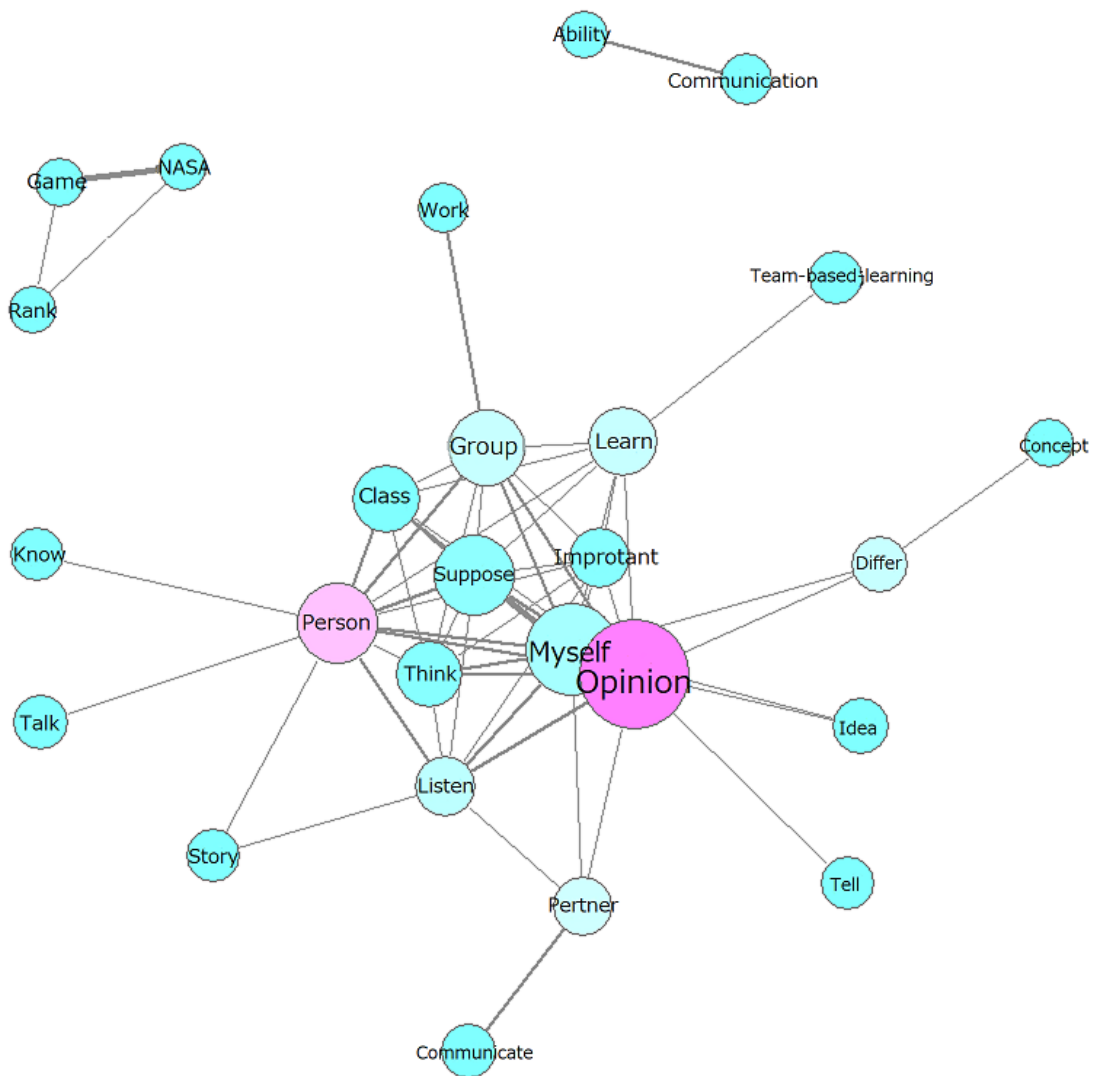 Ability
Communication
NASA
Game
Work
Team-based-learning
Rank
Group
Learn
Concept
Class
Know
Improtant
Differ
Suppose
Person
Myself
Think
Opinion
Talk
Idea
Listen
Story
Tell
Pertner
Communicate